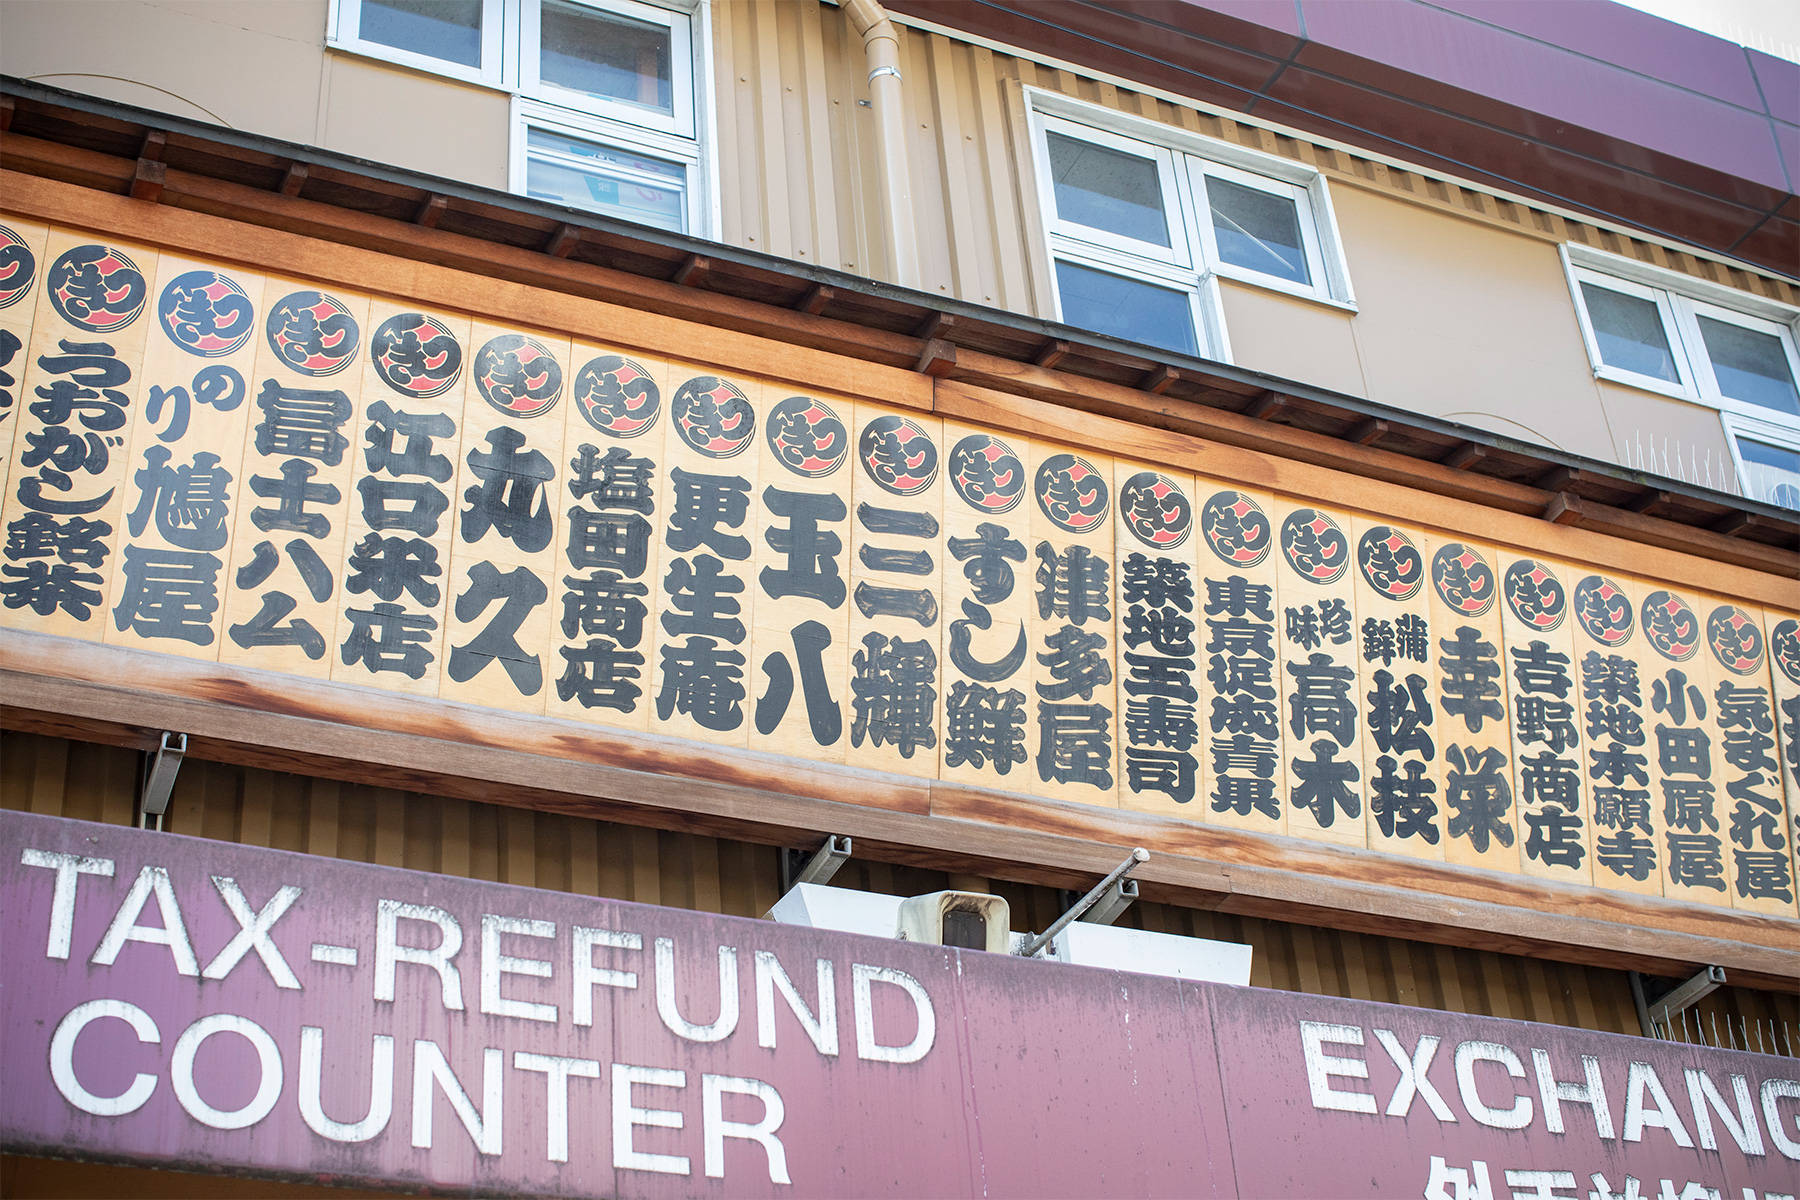 うおがし銘茶
のり鳩屋
冨士ハム
江口栄店
丸久
塩田商店
更生庵
玉八
三三輝
すし鮮
津多屋
築地玉寿司
東京促成青果
珍味高木
蒲鉾松枝
幸栄
吉野商店
築地本願寺
小田原屋
気まぐれ屋
TAX-REFUND
COUNTER
EXCHANG